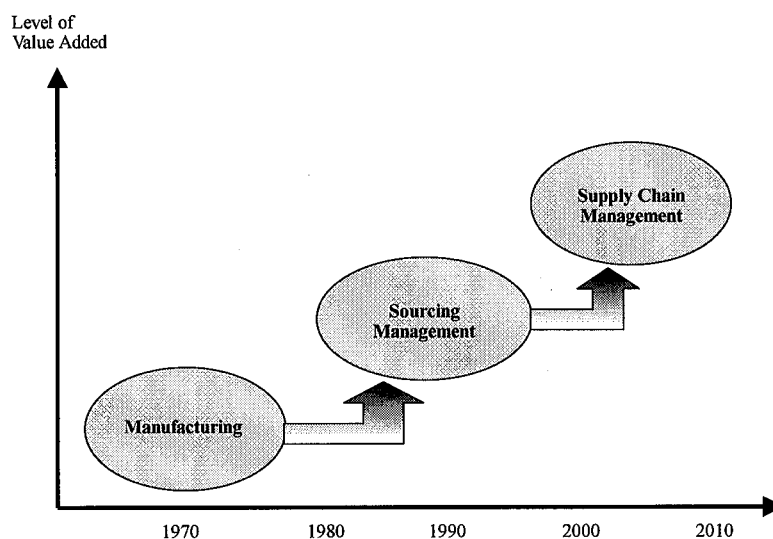 Level of
Value Added
Supply Chain
Management
Sourcing
Management
Manufacturing
1970 1980 1990 2000 2010